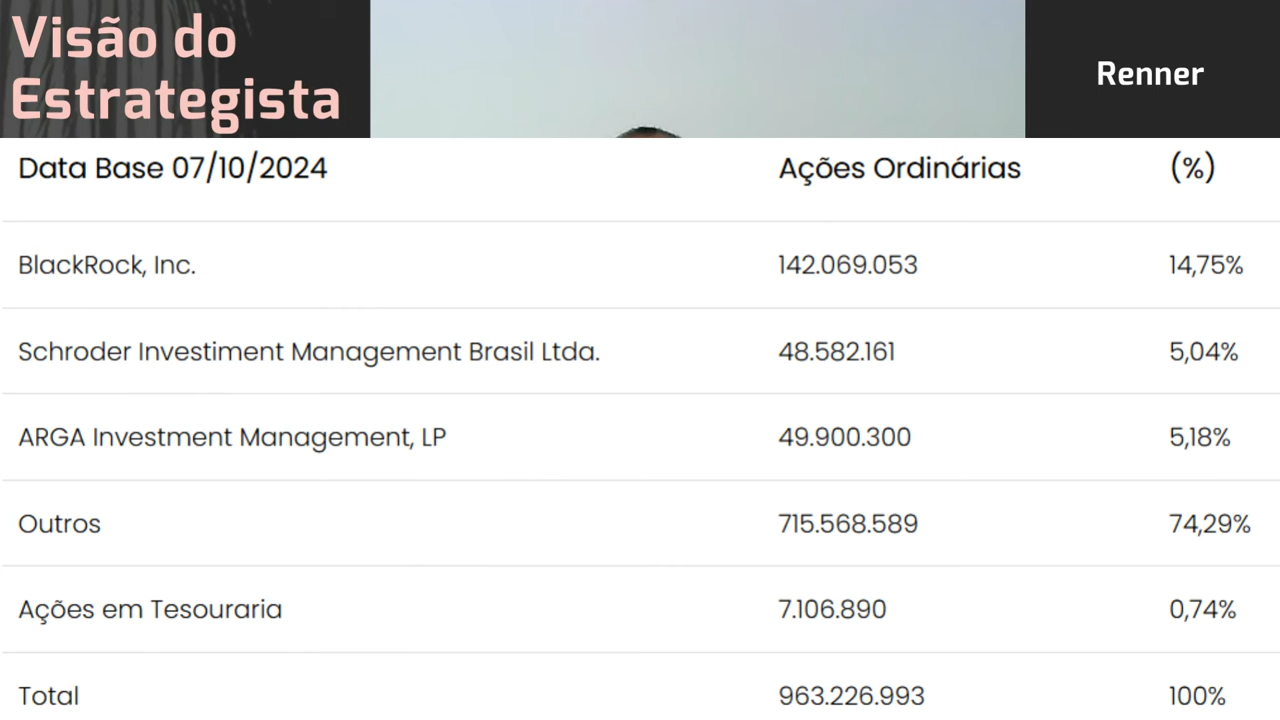 Visão do
Estrategista
Renner
Data Base 07/10/2024 Ações Ordinárias (%)
BlackRock, Inc. 142.069.053 14,75%
Schroder Investiment Management Brasil Ltda. 48.582.161 5,04%
ARGA Investment Management, LP 49.900.300 5,18%
Outros 715.568.589 74,29%
Ações em Tesouraria 7.106.890 0,74%
Total 963.226.993 100%